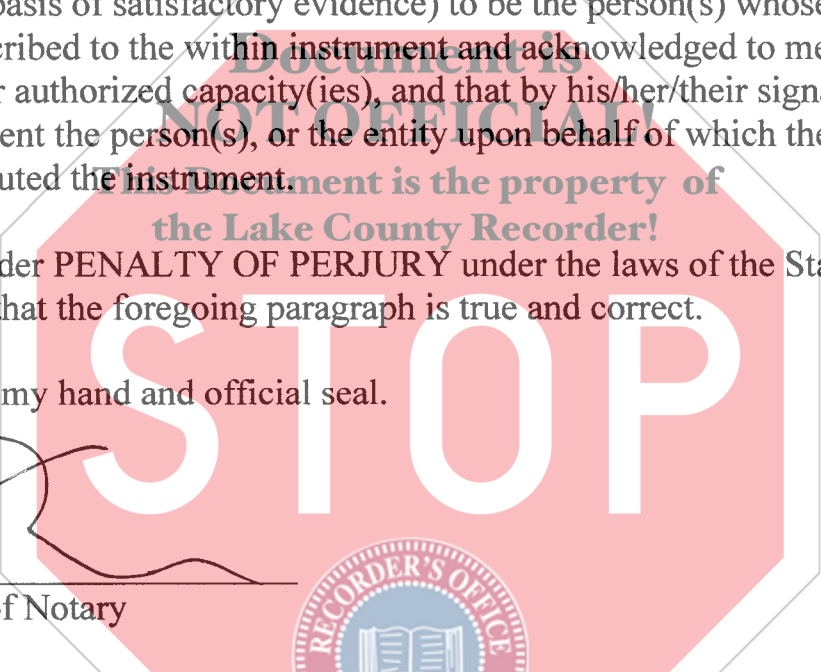 basis of satisfactory evidence) to be the person(s) whose
cribed to the within instrument and acknowledged to me
r authorized capacity(ies), and that by his/her/their sign
ent the person(s), or the entity upon behalf of which the
uted the instrument.
Document is
NOT OFFICIAL!
This Document is the property of
the Lake County Recorder!
der PENALTY OF PERJURY under the laws of the Sta
that the foregoing paragraph is true and correct.
STOP
my hand and official seal.
of Notary
RECORDER'S OFFICE